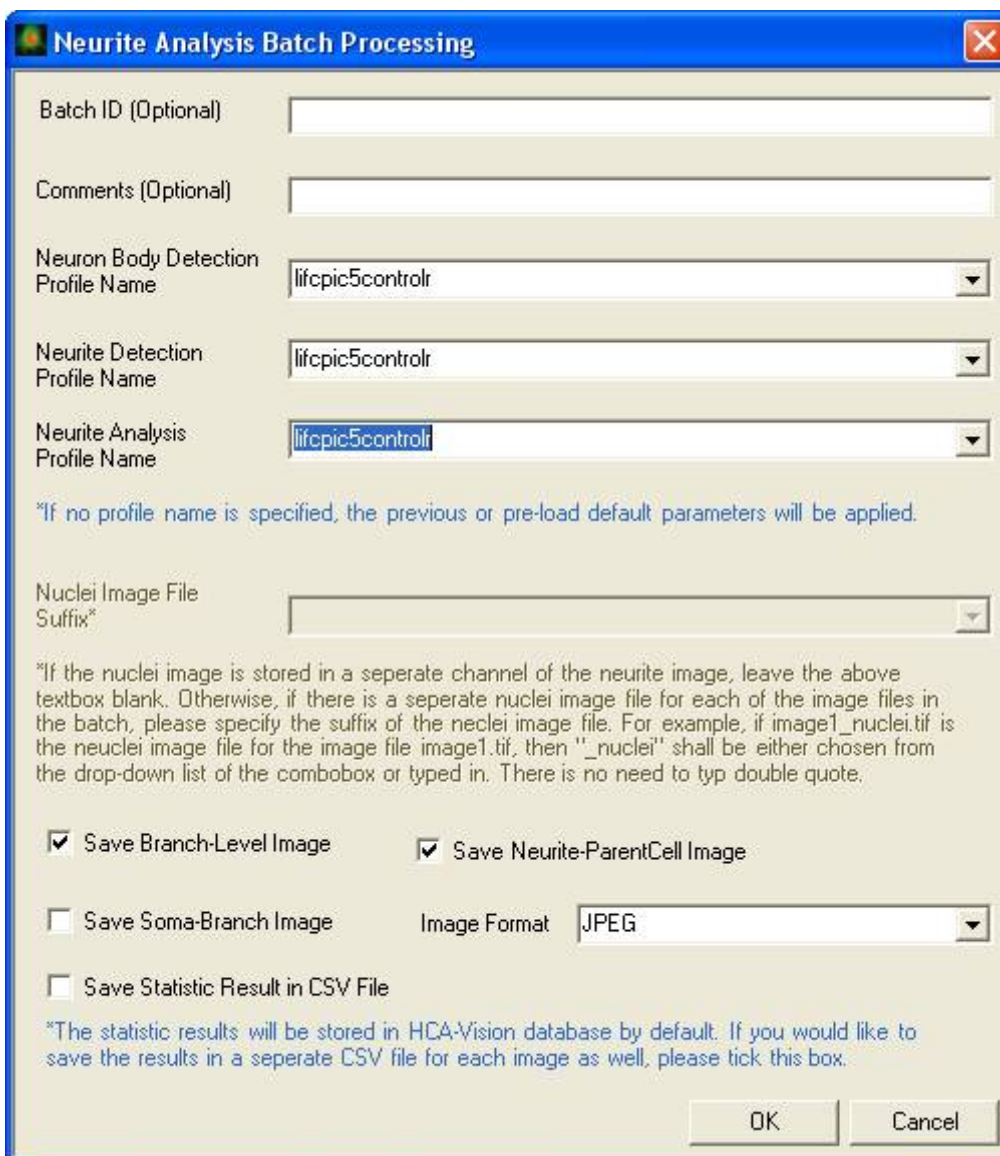 Neurite Analysis Batch Processing
Batch ID (Optional)
Comments (Optional)
Neuron Body Detection
Profile Name
lifcpic5controlr
Neurite Detection
Profile Name
lifcpic5controlr
Neurite Analysis
Profile Name
lifcpic5controlr
*If no profile name is specified, the previous or pre-load default parameters will be applied.
Nuclei Image File
Suffix*
*If the nuclei image is stored in a seperate channel of the neurite image, leave the above
textbox blank. Otherwise, if there is a seperate nuclei image file for each of the image files in
the batch, please specify the suffix of the neclei image file. For example, if image1_nuclei.tif is
the neuclei image file for the image file image1.tif, then "_nuclei" shall be either chosen from
the drop-down list of the combobox or typed in. There is no need to typ double quote.
Save Branch-Level Image
Save Neurite-ParentCell Image
Save Soma-Branch Image
Image Format
JPEG
Save Statistic Result in CSV File
*The statistic results will be stored in HCA-Vision database by default. If you would like to
save the results in a seperate CSV file for each image as well, please tick this box.
OK
Cancel